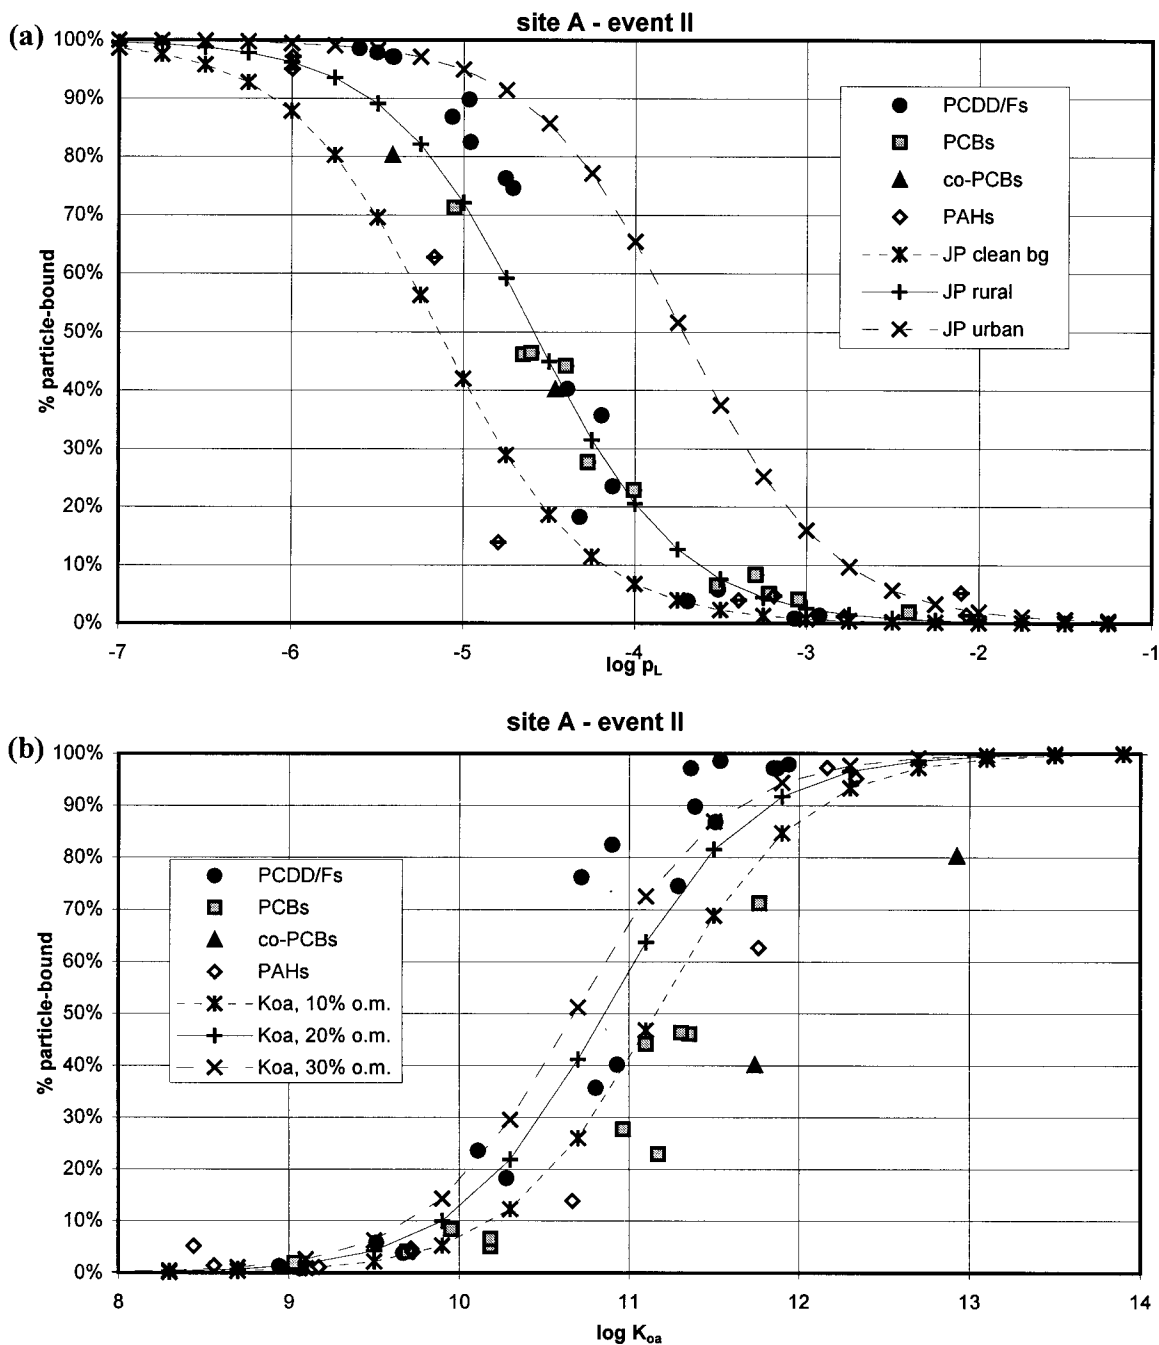 (a)
site A - event II
100%
90%
80%
70%
60%
50%
40%
30%
20%
10%
0%
% particle-bound
PCDD/Fs
PCBs
co-PCBs
PAHs
JP clean bg
JP rural
JP urban
-7 -6 -5 -4 -3 -2 -1
log pL
(b)
site A - event II
100%
90%
80%
70%
60%
50%
40%
30%
20%
10%
0%
% particle-bound
PCDD/Fs
PCBs
co-PCBs
PAHs
Koa, 10% o.m.
Koa, 20% o.m.
Koa, 30% o.m.
8 9 10 11 12 13 14
log Koa